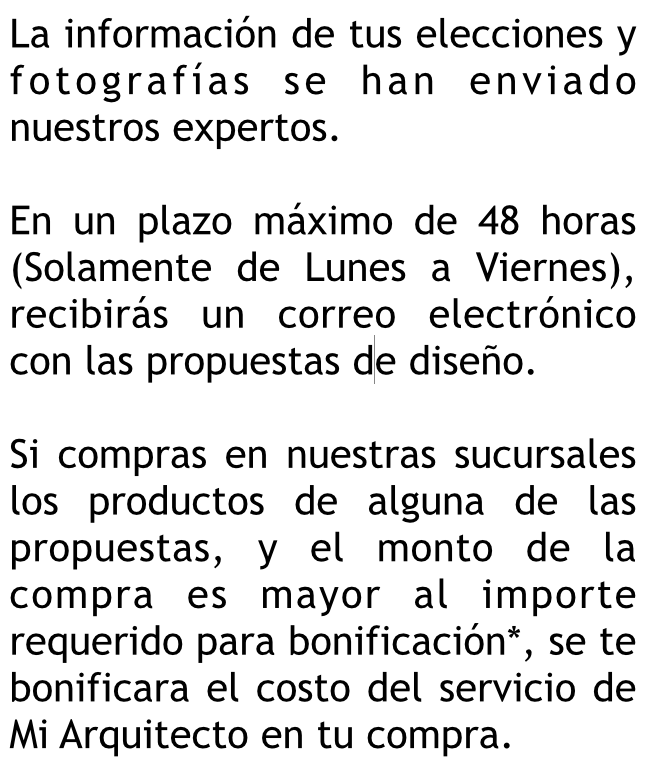 La información de tus elecciones y
fotografías se han enviado
nuestros expertos.
En un plazo máximo de 48 horas
(Solamente de Lunes a Viernes),
recibirás un correo electrónico
con las propuestas de diseño.
Si compras en nuestras sucursales
los productos de alguna de las
propuestas, y el monto de la
compra es mayor al importe
requerido para bonificación*, se te
bonificara el costo del servicio de
Mi Arquitecto en tu compra.